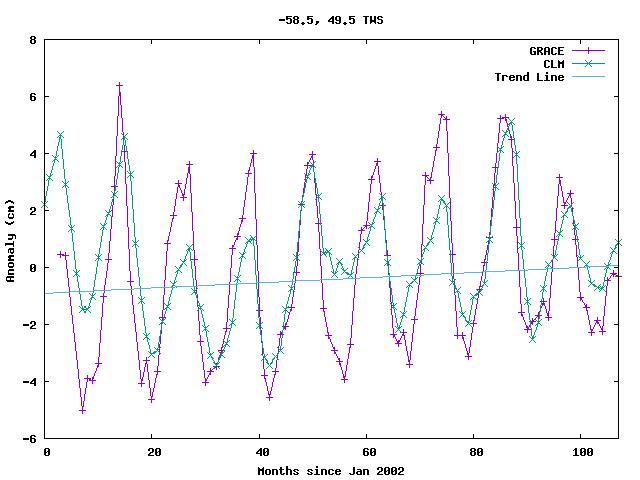 -58.5, 49.5 TWS
GRACE
CLM
Trend Line
8
6
4
2
0
-2
-4
-6
Anomaly (cm)
0 20 40 60 80 100
Months since Jan 2002